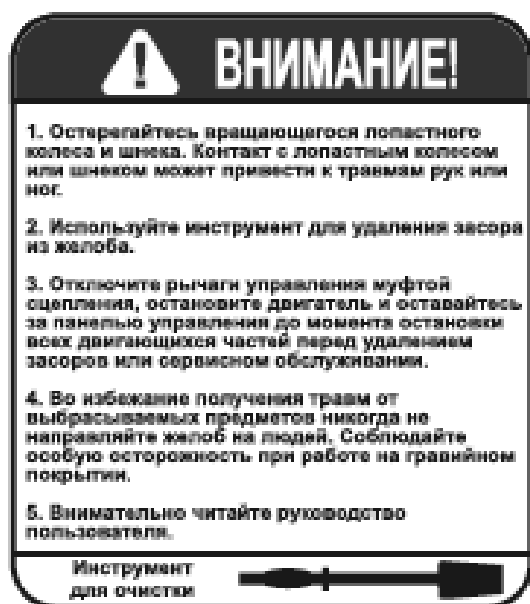 ВНИМАНИЕ!
1. Остерегайтесь вращающегося лопастного
колеса и шнека. Контакт с лопастным колесом
или шнеком может привести к травмам рук или
ног.
2. Используйте инструмент для удаления засора
из желоба.
3. Отключите рычаги управления муфтой
сцепления, остановите двигатель и оставайтесь
за панелью управления до момента остановки
всех двигающихся частей перед удалением
засоров или сервисном обслуживании.
4. Во избежание получения травм от
выбрасываемых предметов никогда не
направляйте желоб на людей. Соблюдайте
особую осторожность при работе на гравийном
покрытии.
5. Внимательно читайте руководство
пользователя.
Инструмент
для очистки